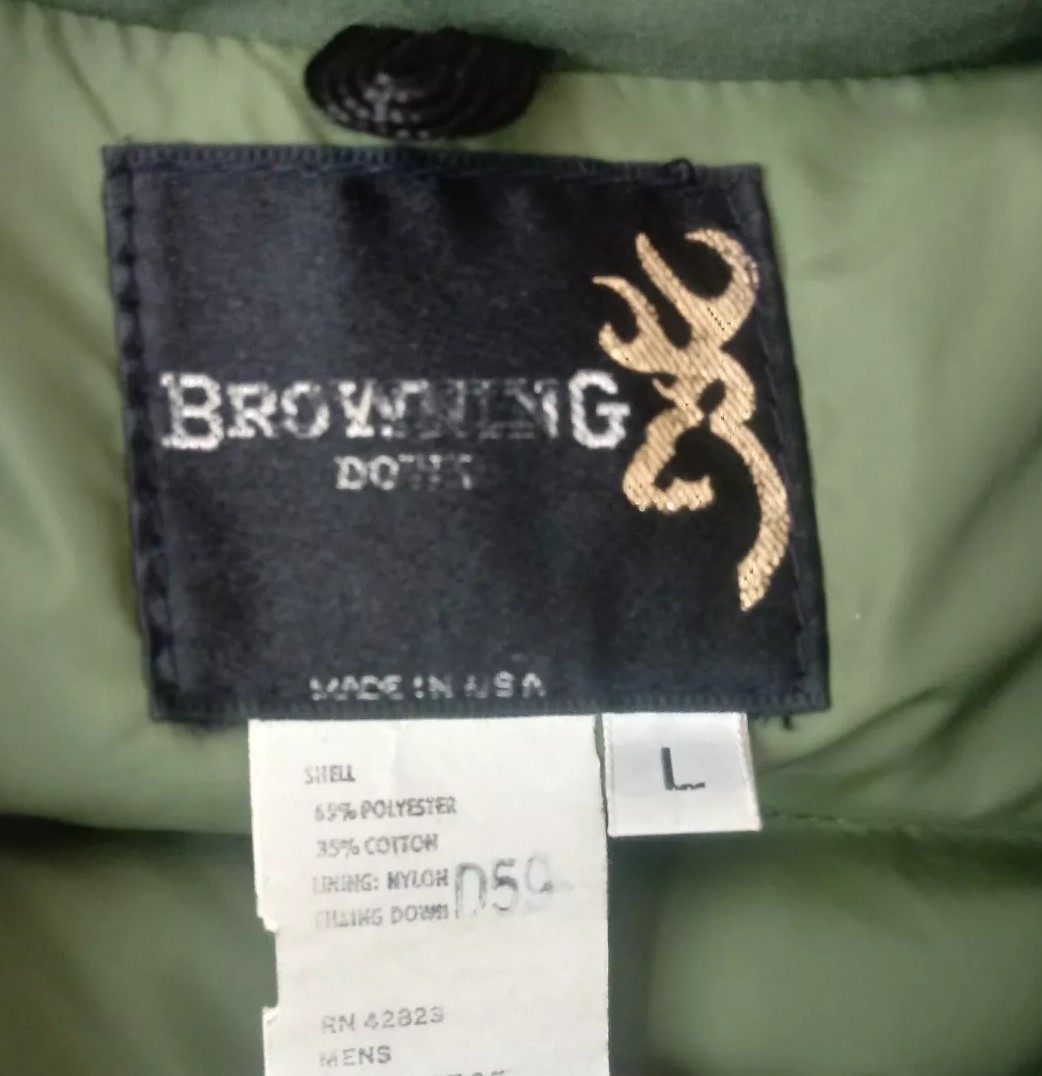 BROWNING
DOWN
MADE IN USA
L
SHELL
65% POLYESTER
35% COTTON
LINING: NYLON
FILLING DOWN
D59
RN 42823
MENS